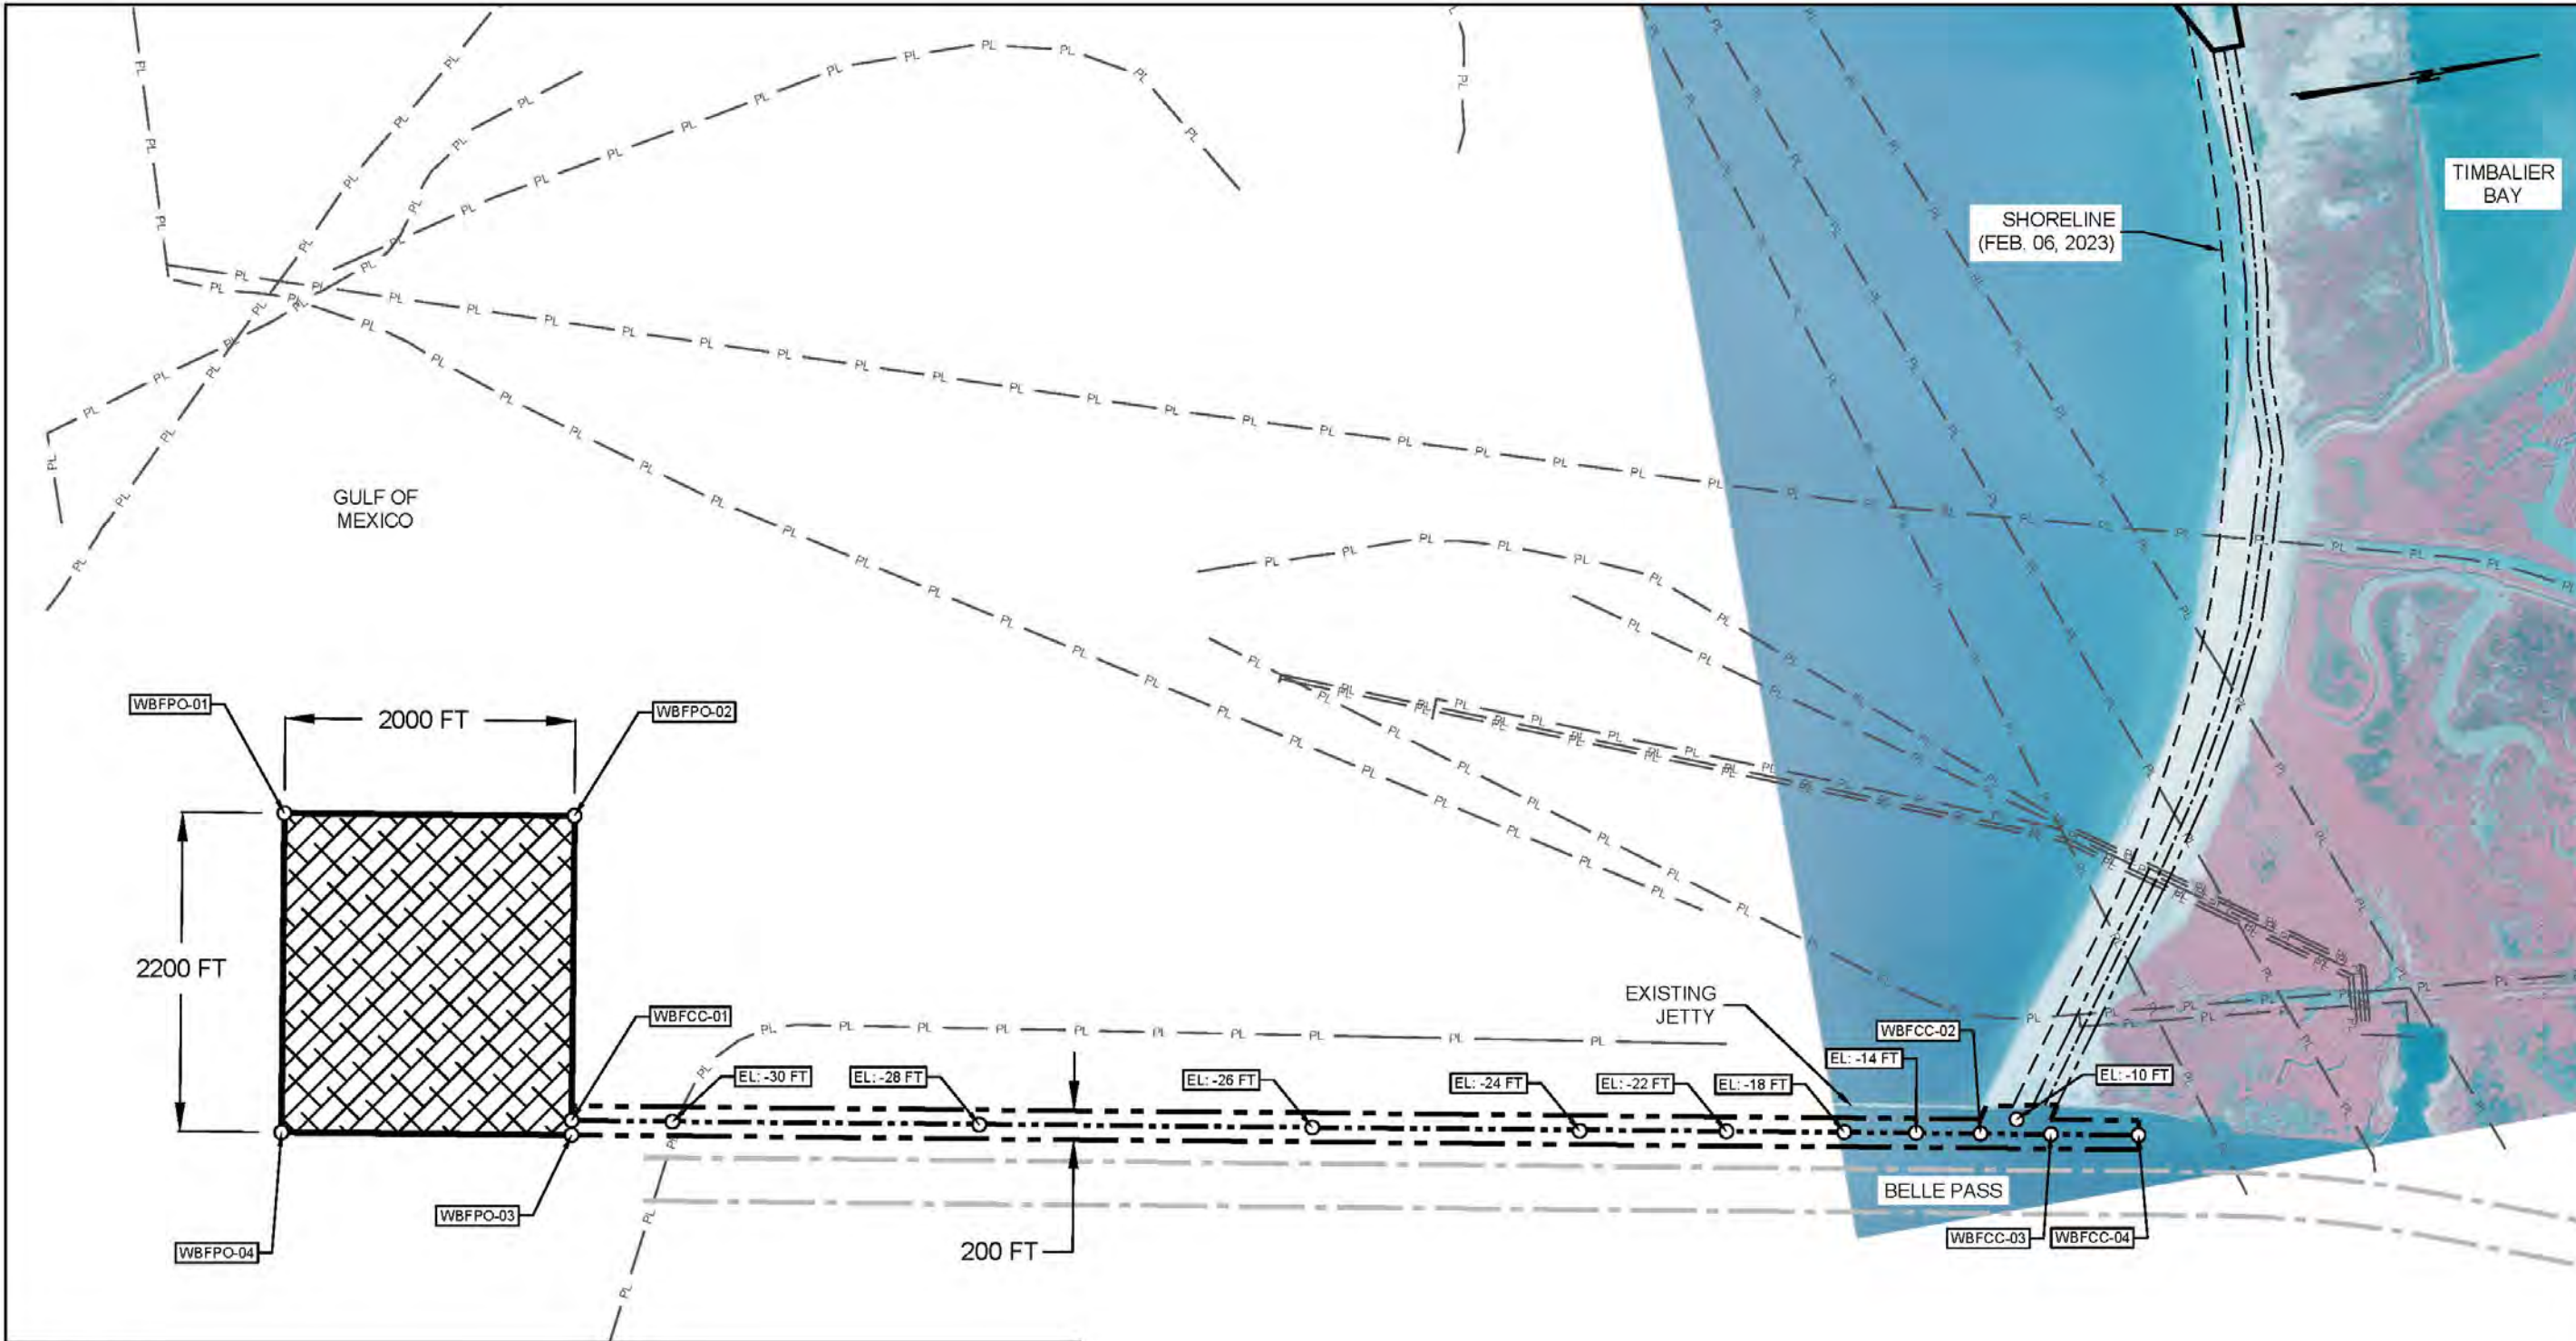 TIMBALIER
BAY
SHORELINE
(FEB. 06, 2023)
GULF OF
MEXICO
WBFPO-01
2000 FT
WBFPO-02
2200 FT
WBFCC-01
EXISTING
JETTY
WBFCC-02
EL: -30 FT
EL: -28 FT
EL: -26 FT
EL: -24 FT
EL: -22 FT
EL: -18 FT
EL: -14 FT
EL: -10 FT
BELLE PASS
WBFPO-03
WBFPO-04
200 FT
WBFCC-03
WBFCC-04
PL